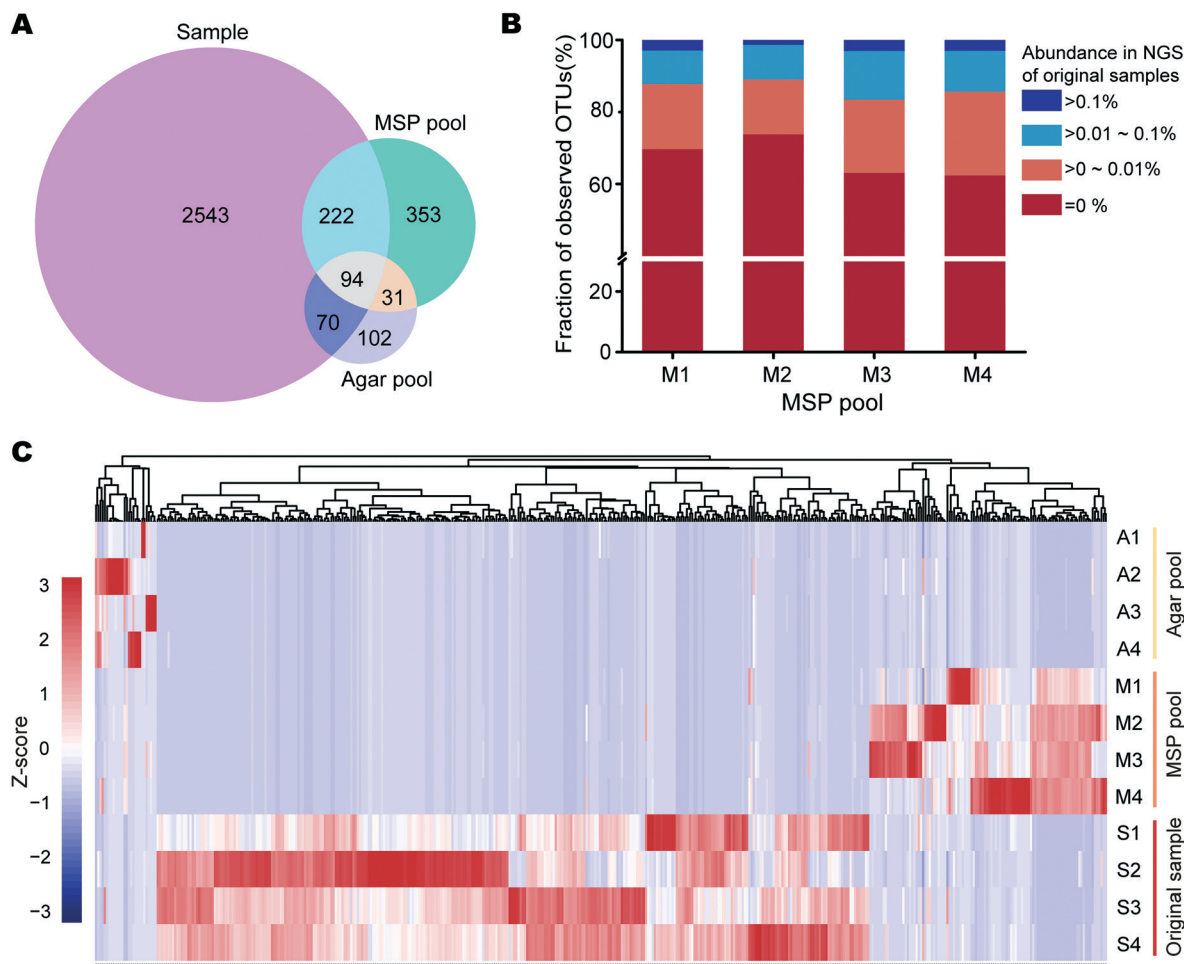 A
Sample
MSP pool
2543
222
353
94
31
70
102
Agar pool
B
Fraction of observed OTUs(%)
100
80
60
20
0
M1 M2 M3 M4
MSP pool
Abundance in NGS
of original samples
>0.1%
>0.01 ~ 0.1%
>0 ~ 0.01%
=0 %
C
Z-score
3
2
1
0
−1
−2
−3
A1
A2
A3
A4
Agar pool
M1
M2
M3
M4
MSP pool
S1
S2
S3
S4
Original sample